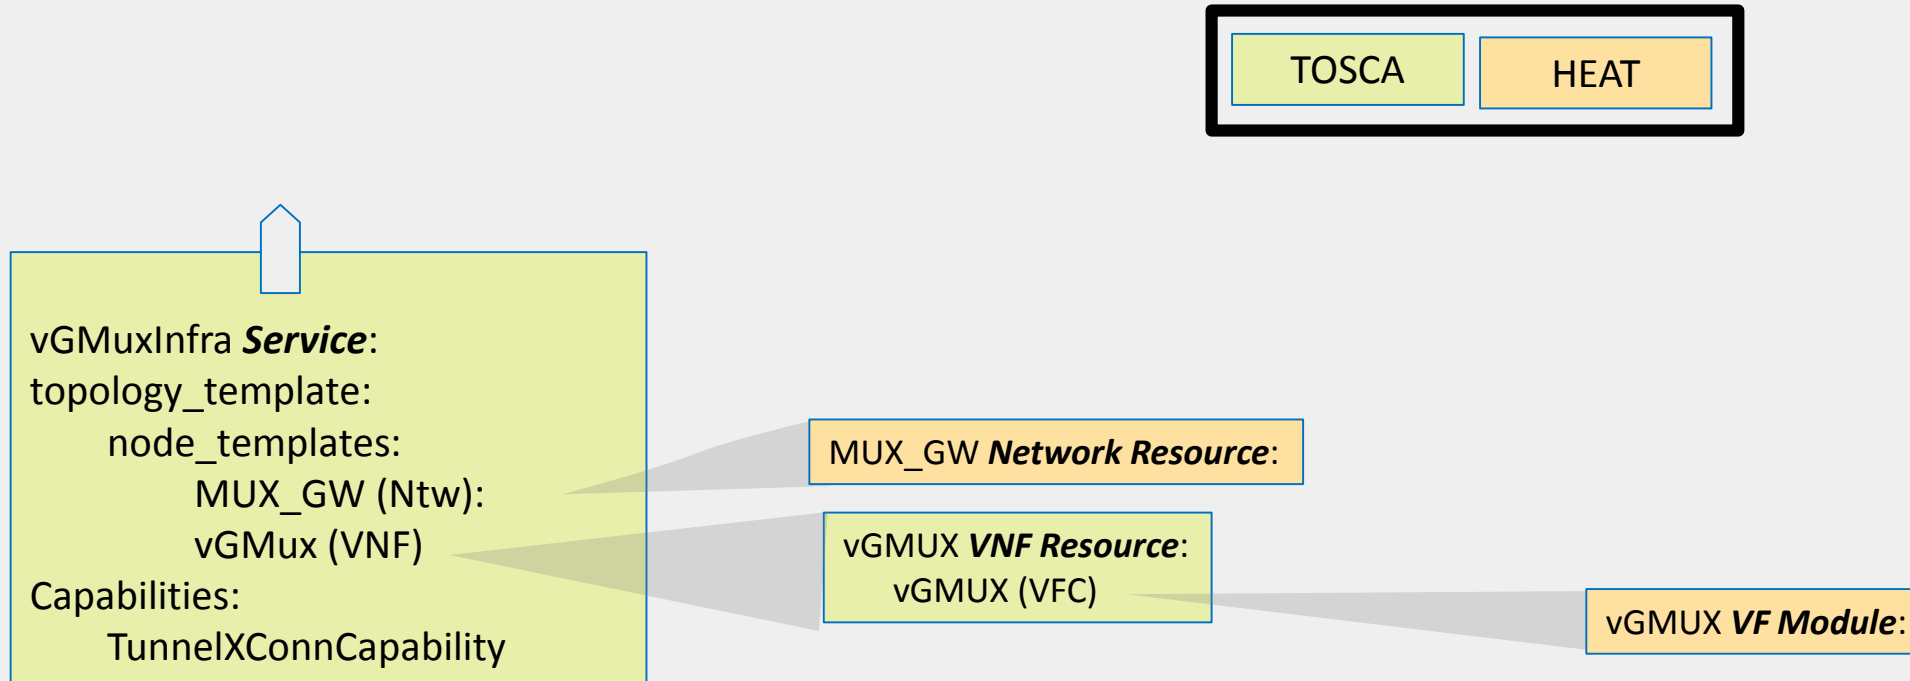 TOSCA
HEAT
vGMuxInfra Service:
topology_template:
node_templates:
MUX_GW (Ntw):
vGMux (VNF)
Capabilities:
TunnelXConnCapability
MUX_GW Network Resource:
vGMUX VNF Resource:
vGMUX (VFC)
vGMUX VF Module: